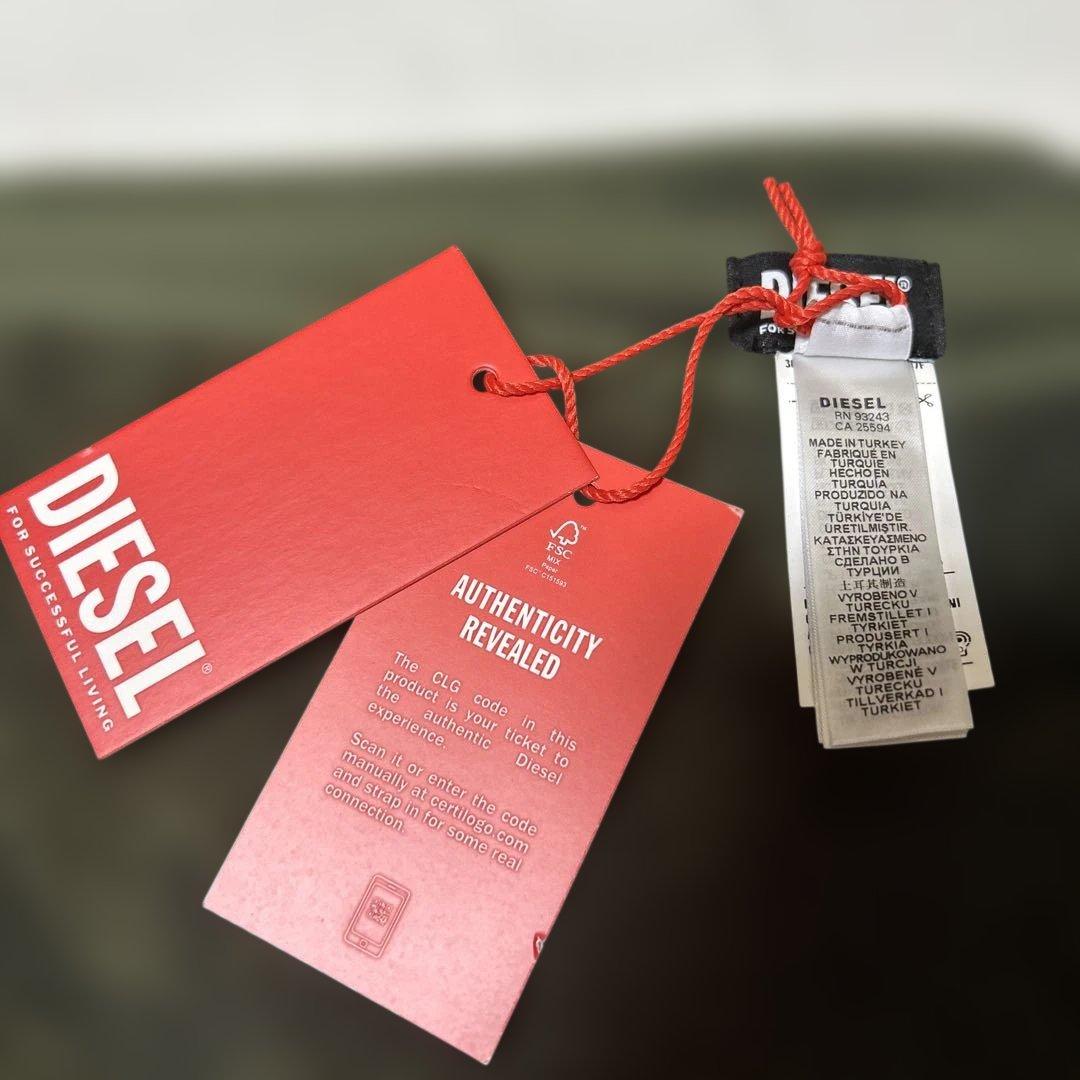 DIESEL®
FOR SUCCESSFUL LIVING
FSC™
MIX
Paper
FSC® C151593
AUTHENTICITY
REVEALED
The CLG code in this
product is your ticket to
the authentic Diesel
experience.
Scan it or enter the code
manually at certilogo.com
and strap in for some real
connection.
DIESEL
RN 93243
CA 25594
MADE IN TURKEY
FABRIQUÉ EN
TURQUIE
HECHO EN
TURQUÍA
PRODUZIDO NA
TURQUIA
TÜRKİYE'DE
ÜRETİLMİŞTİR.
ΚΑΤΑΣΚΕΥΑΣΜΕΝΟ
ΣΤΗΝ ΤΟΥΡΚΙΑ
СДЕЛАНО В
ТУРЦИИ
土耳其制造
VYROBENO V
TURECKU
FREMSTILLET I
TYRKIET
PRODUSERT I
TYRKIA
WYPRODUKOWANO
W TURCJI
VYROBENÉ V
TURECKU
TILLVERKAD I
TURKIET